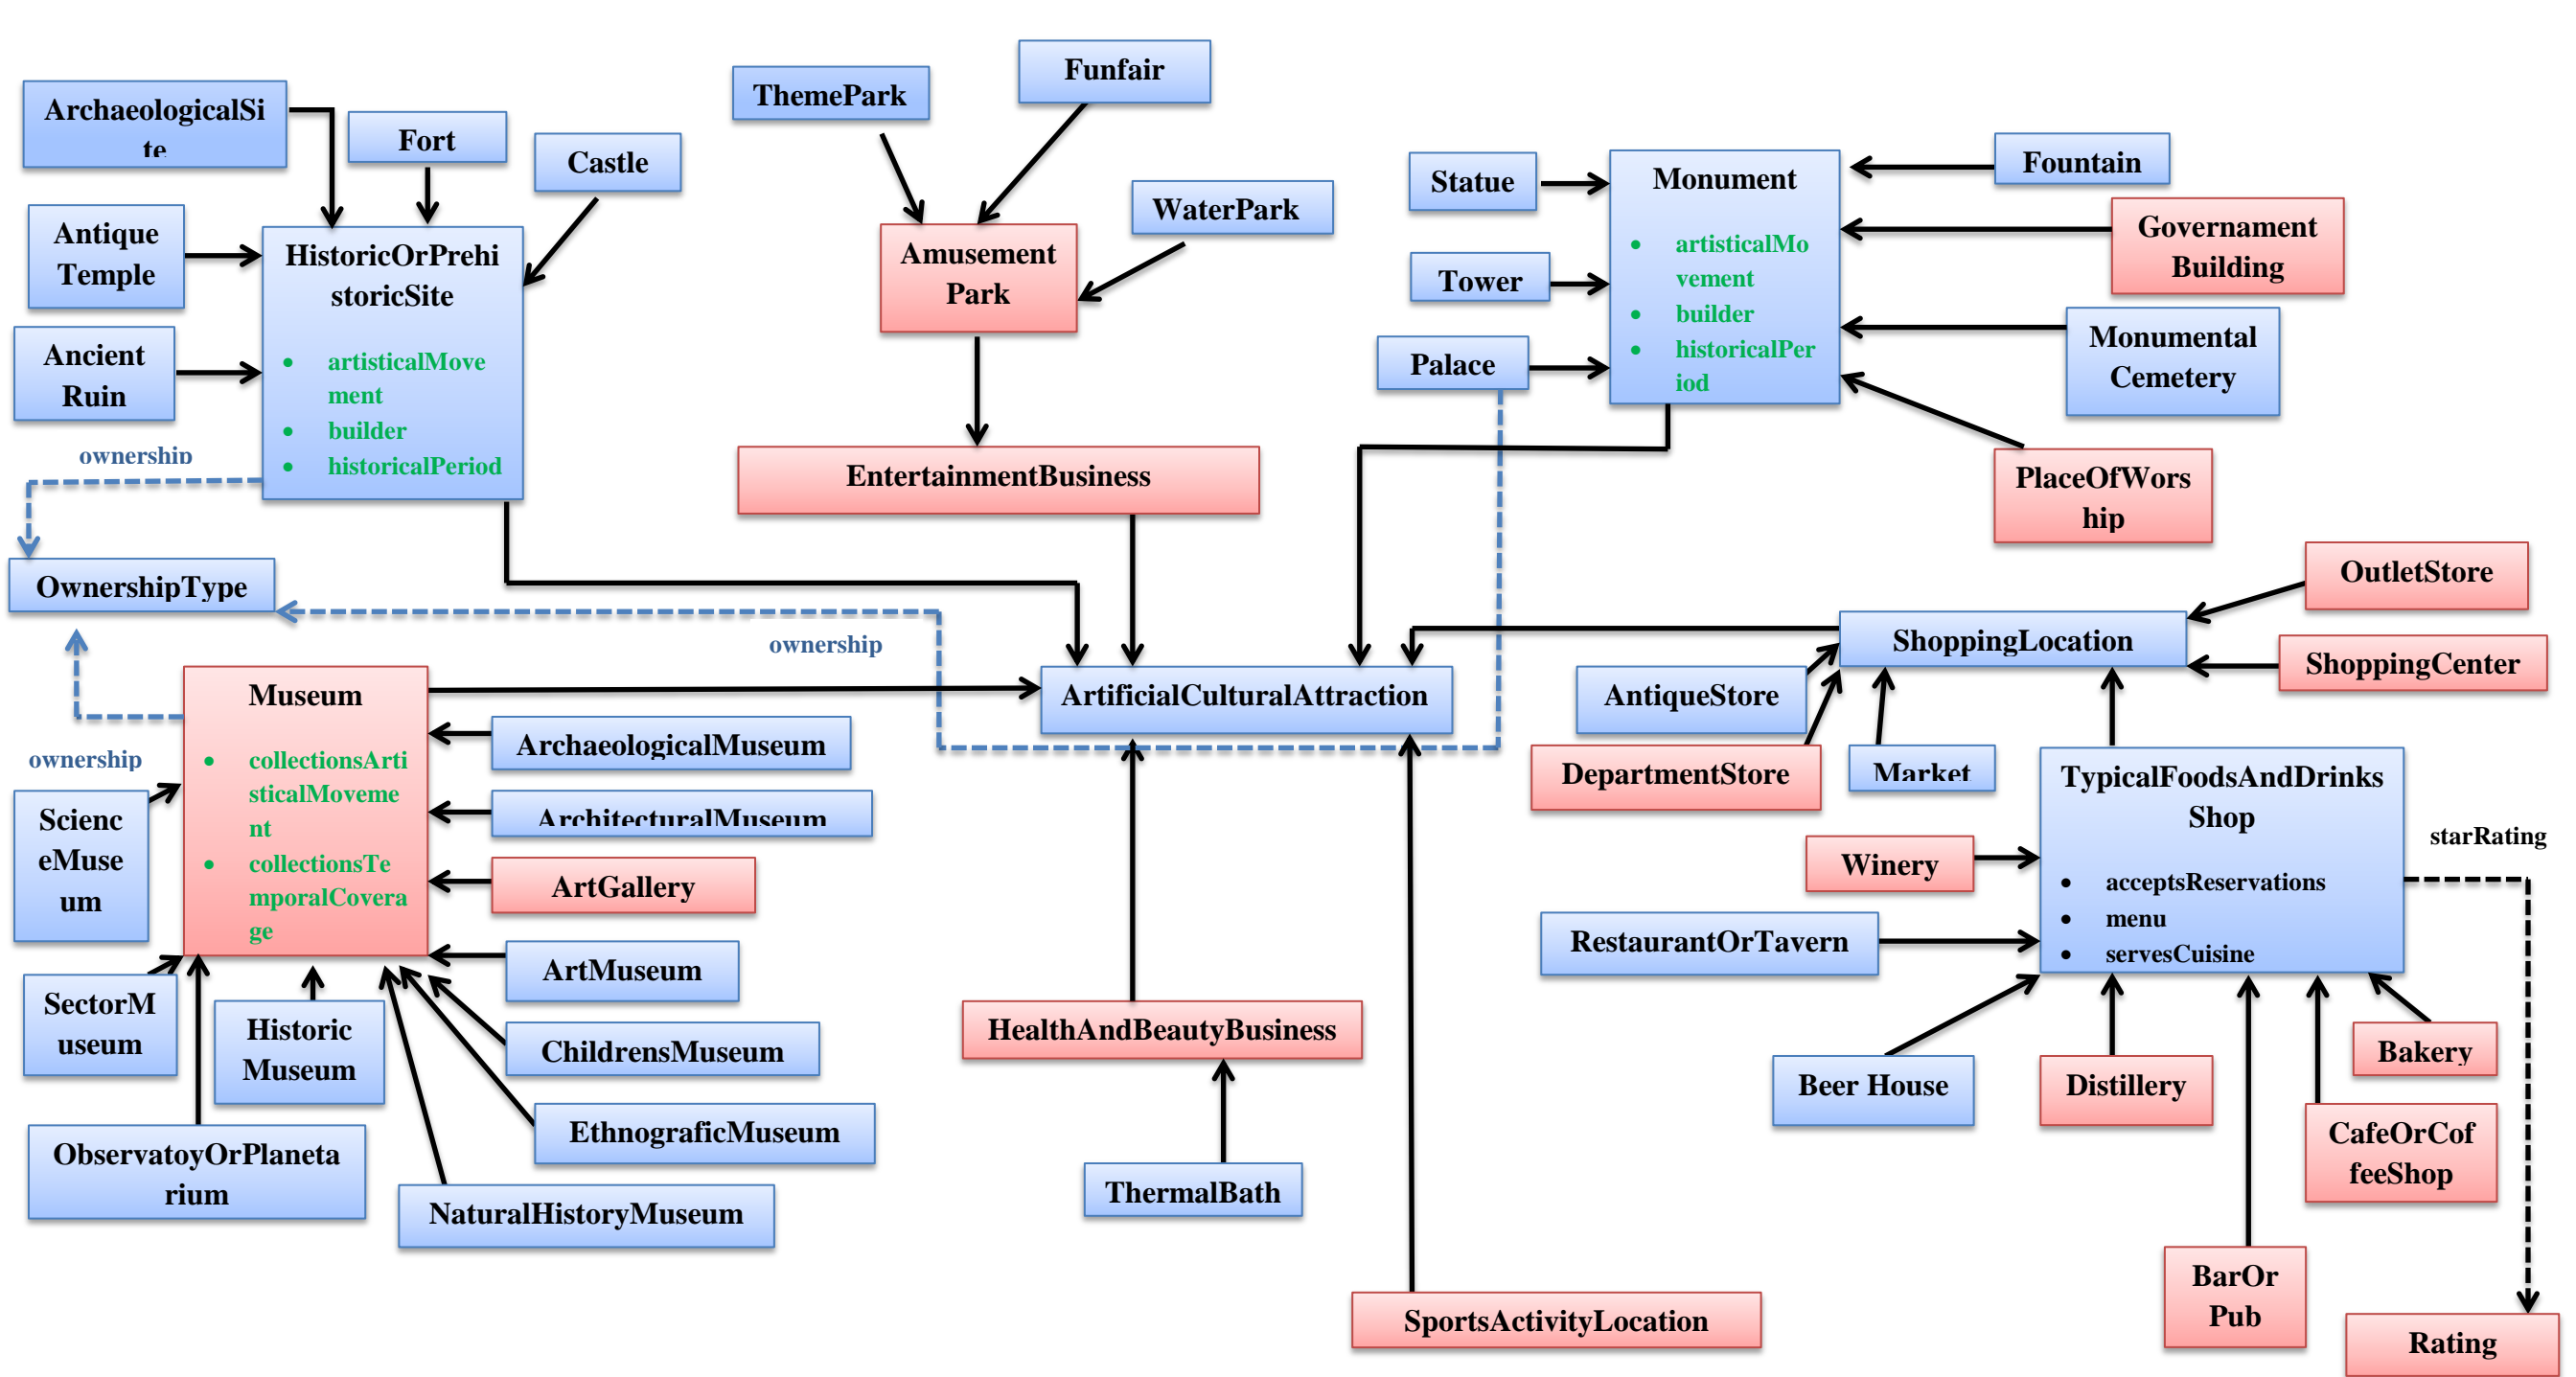 ArchaeologicalSi
te
Fort
Castle
Antique
Temple
Ancient
Ruin
HistoricOrPrehi
storicSite
• artisticalMove
ment
• builder
• historicalPeriod
ownership
OwnershipType
ThemePark
Funfair
WaterPark
Amusement
Park
EntertainmentBusiness
Statue
Tower
Palace
Monument
• artisticalMo
vement
• builder
• historicalPer
iod
Fountain
Governament
Building
Monumental
Cemetery
PlaceOfWors
hip
ownership
ownership
Museum
• collectionsArti
sticalMoveme
nt
• collectionsTe
mporalCovera
ge
Scienc
eMuse
um
SectorM
useum
Historic
Museum
ObservatoyOrPlaneta
rium
ArchaeologicalMuseum
ArchitecturalMuseum
ArtGallery
ArtMuseum
ChildrensMuseum
EthnograficMuseum
NaturalHistoryMuseum
ArtificialCulturalAttraction
HealthAndBeautyBusiness
ThermalBath
SportsActivityLocation
OutletStore
ShoppingLocation
ShoppingCenter
AntiqueStore
DepartmentStore
Market
TypicalFoodsAndDrinks
Shop
• acceptsReservations
• menu
• servesCuisine
starRating
Winery
RestaurantOrTavern
Beer House
Distillery
Bakery
CafeOrCof
feeShop
BarOr
Pub
Rating